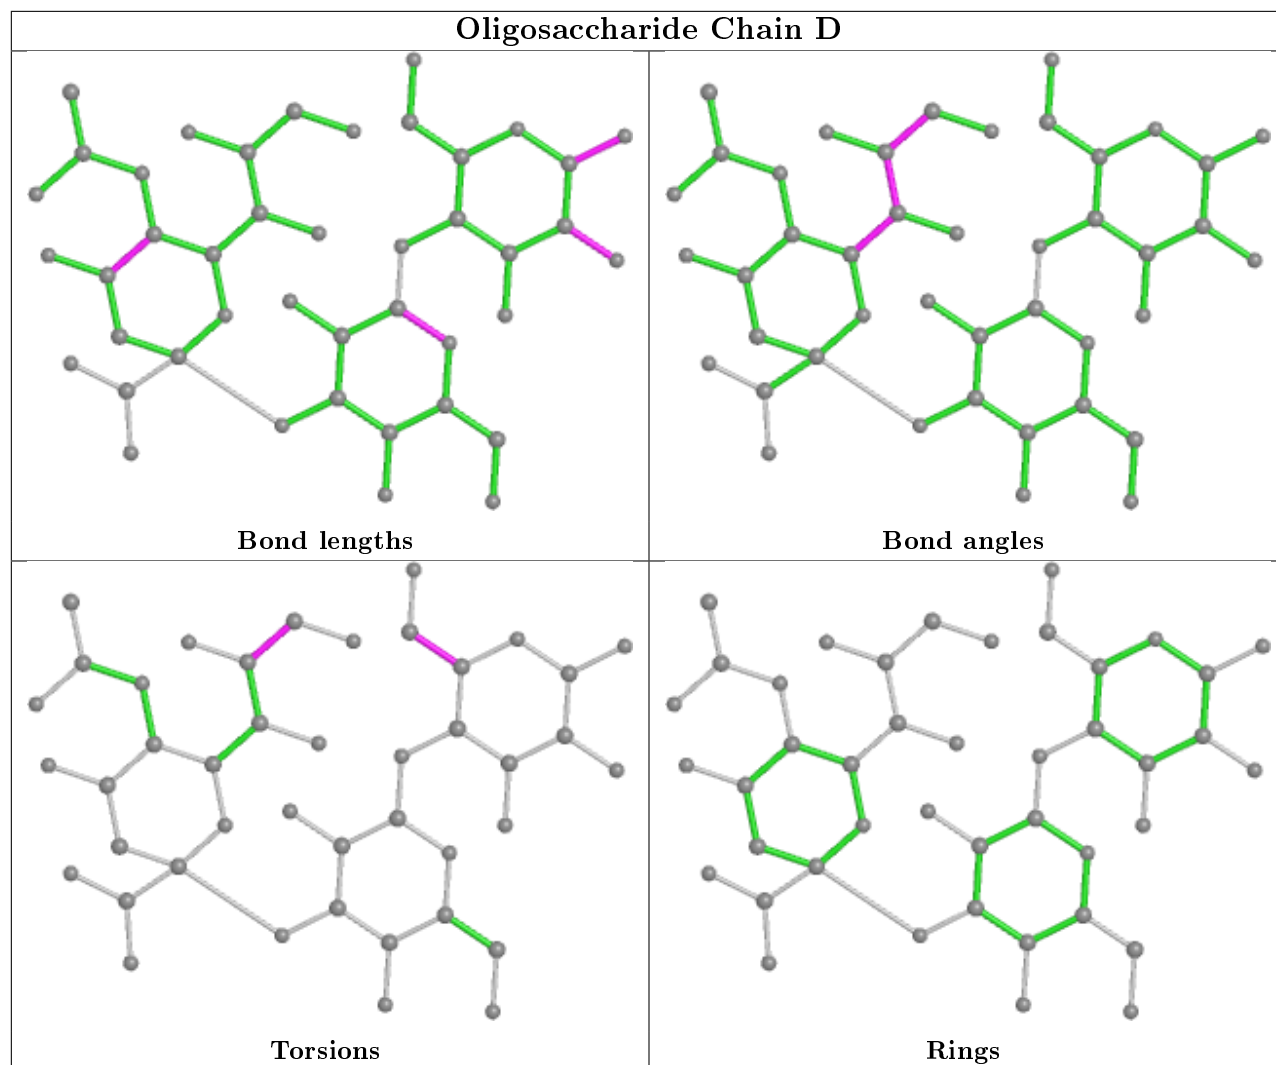 Oligosaccharide Chain D
Bond lengths
Bond angles
Torsions
Rings